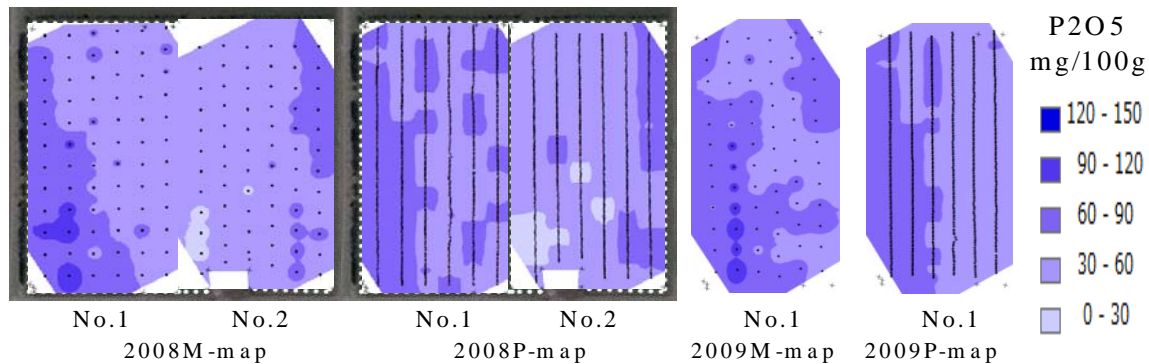 P2O5
mg/100g
120 - 150
90 - 120
60 - 90
30 - 60
0 - 30
No.1 No.2 No.1 No.2 No.1 No.1
2008M-map 2008P-map 2009M-map 2009P-map